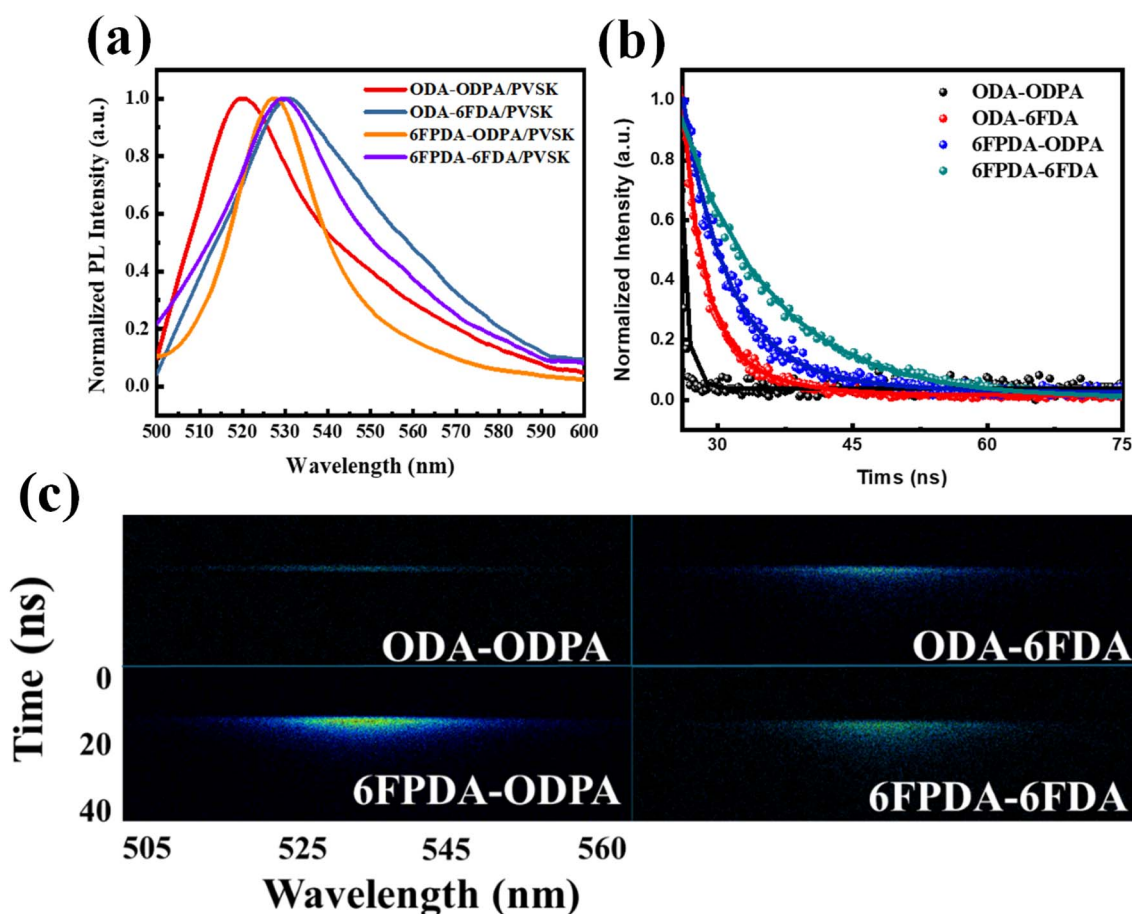 (a)
Normalized PL Intensity (a.u.)
1.0
0.8
0.6
0.4
0.2
0.0
ODA-ODPA/PVSK
ODA-6FDA/PVSK
6FPDA-ODPA/PVSK
6FPDA-6FDA/PVSK
500 510 520 530 540 550 560 570 580 590 600
Wavelength (nm)
(b)
Normalized Intensity (a.u.)
1.0
0.8
0.6
0.4
0.2
0.0
ODA-ODPA
ODA-6FDA
6FPDA-ODPA
6FPDA-6FDA
30 45 60 75
Tims (ns)
(c)
Time (ns)
0
20
40
ODA-ODPA
ODA-6FDA
6FPDA-ODPA
6FPDA-6FDA
505 525 545 560
Wavelength (nm)